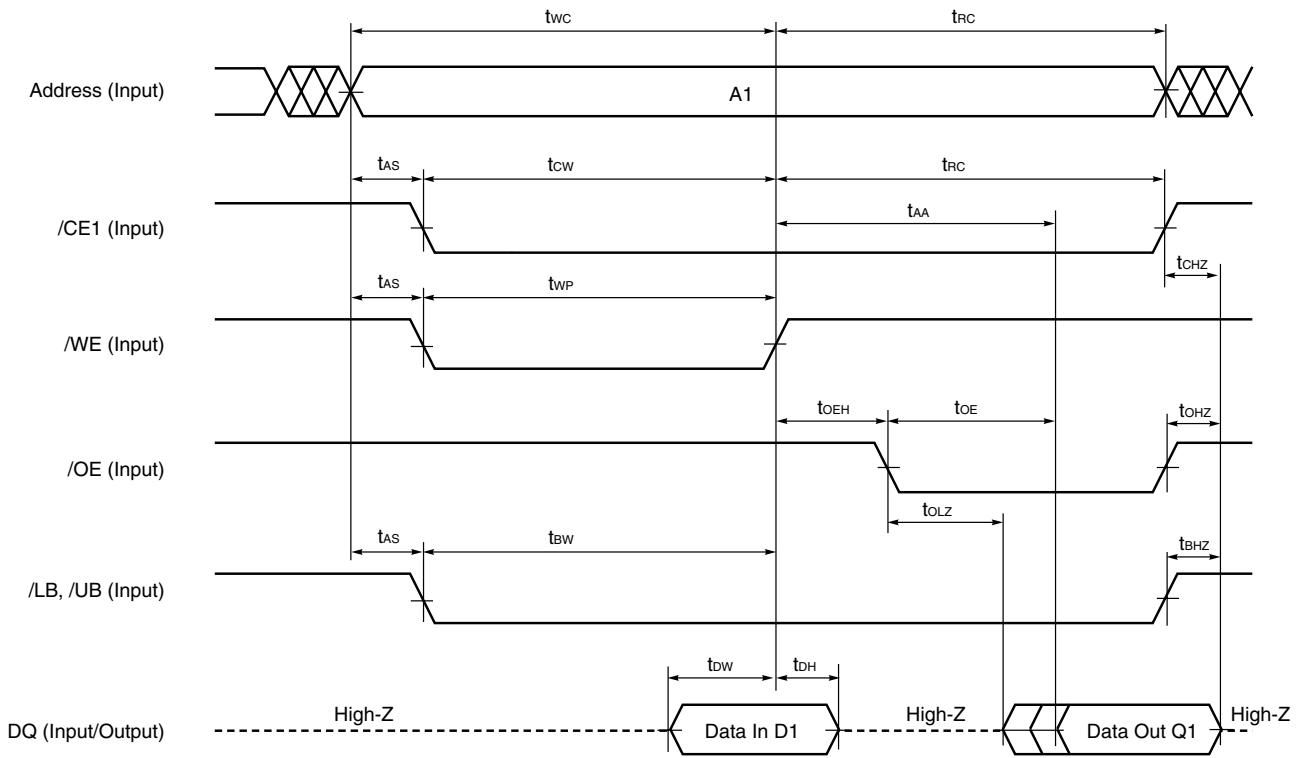 tWC tRC
Address (Input) A1
tAS tCW tRC
/CE1 (Input) tAA
tCHZ
tAS tWP
/WE (Input)
tOEH tOE tOHZ
/OE (Input)
tOLZ
tAS tBW tBHZ
/LB, /UB (Input)
tDW tDH
High-Z High-Z High-Z
DQ (Input/Output) Data In D1 Data Out Q1